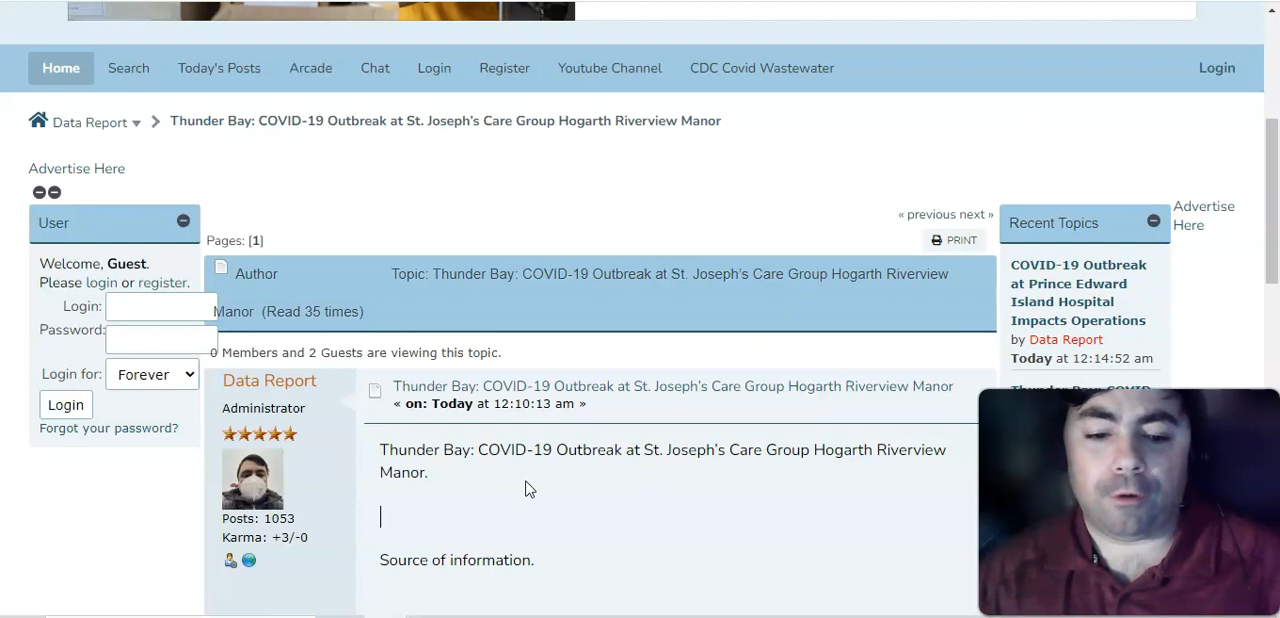 Home Search Today's Posts Arcade Chat Login Register Youtube Channel CDC Covid Wastewater Login
Data Report Thunder Bay: COVID-19 Outbreak at St. Joseph's Care Group Hogarth Riverview Manor
Advertise Here
User
Welcome, Guest.
Please login or register.
Login:
Password:
Login for: Forever
Login
Forgot your password?
« previous next »
Pages: [1]
PRINT
Author Topic: Thunder Bay: COVID-19 Outbreak at St. Joseph's Care Group Hogarth Riverview
Manor (Read 35 times)
0 Members and 2 Guests are viewing this topic.
Data Report
Administrator
Posts: 1053
Karma: +3/-0
Thunder Bay: COVID-19 Outbreak at St. Joseph's Care Group Hogarth Riverview Manor
« on: Today at 12:10:13 am »
Thunder Bay: COVID-19 Outbreak at St. Joseph's Care Group Hogarth Riverview
Manor.
Source of information.
Recent Topics
COVID-19 Outbreak
at Prince Edward
Island Hospital
Impacts Operations
by Data Report
Today at 12:14:52 am
Advertise
Here